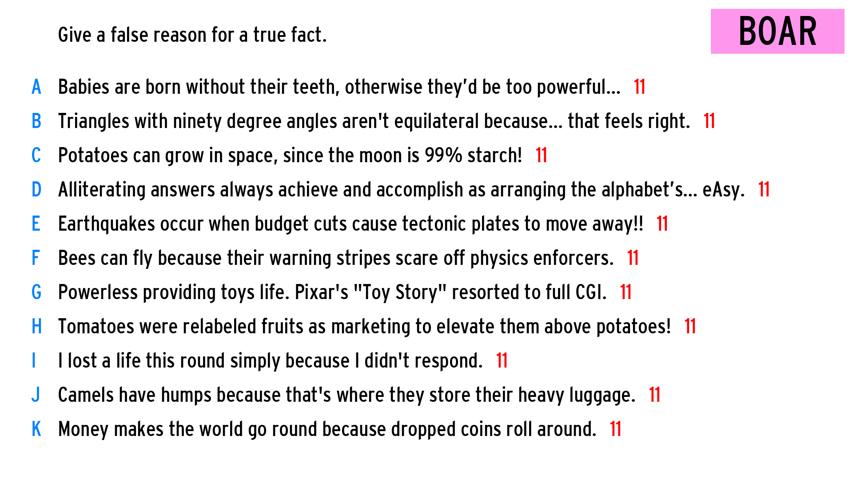 Give a false reason for a true fact.
BOAR
A Babies are born without their teeth, otherwise they'd be too powerful... 11
B Triangles with ninety degree angles aren't equilateral because... that feels right. 11
C Potatoes can grow in space, since the moon is 99% starch! 11
D Alliterating answers always achieve and accomplish as arranging the alphabet's... eAsy. 11
E Earthquakes occur when budget cuts cause tectonic plates to move away!! 11
F Bees can fly because their warning stripes scare off physics enforcers. 11
G Powerless providing toys life. Pixar's "Toy Story" resorted to full CGI. 11
H Tomatoes were relabeled fruits as marketing to elevate them above potatoes! 11
I I lost a life this round simply because I didn't respond. 11
J Camels have humps because that's where they store their heavy luggage. 11
K Money makes the world go round because dropped coins roll around. 11